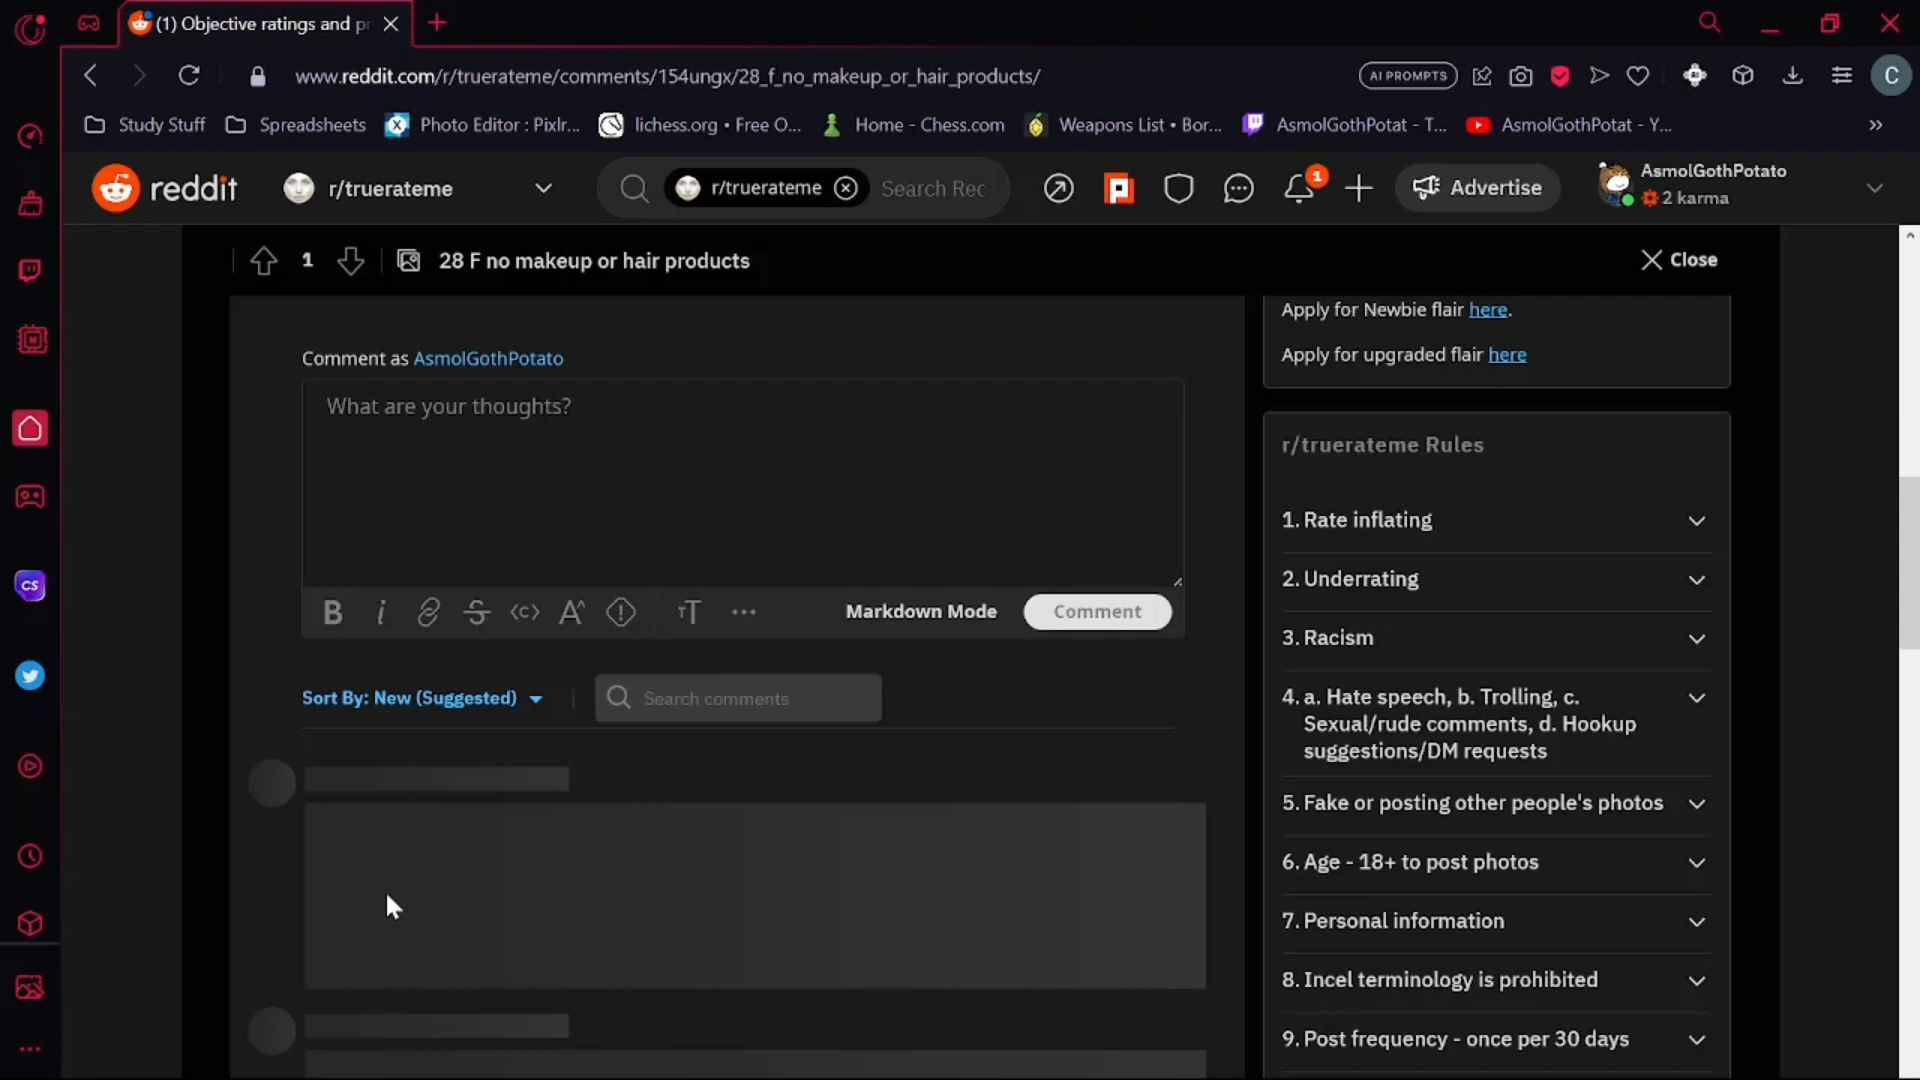 (1) Objective ratings and pr
www.reddit.com/r/truerateme/comments/154ungx/28_f_no_makeup_or_hair_products/
AI PROMPTS
C
Study Stuff
Spreadsheets
Photo Editor : Pixlr...
lichess.org • Free O...
Home - Chess.com
Weapons List • Bor...
AsmolGothPotat - T...
AsmolGothPotat - Y...
reddit
r/truerateme
r/truerateme
Search Rec
1
Advertise
AsmolGothPotato
2 karma
1
28 F no makeup or hair products
Close
Comment as AsmolGothPotato
What are your thoughts?
Markdown Mode
Comment
Sort By: New (Suggested)
Search comments
Apply for Newbie flair here.
Apply for upgraded flair here
r/truerateme Rules
1. Rate inflating
2. Underrating
3. Racism
4. a. Hate speech, b. Trolling, c.
Sexual/rude comments, d. Hookup
suggestions/DM requests
5. Fake or posting other people's photos
6. Age - 18+ to post photos
7. Personal information
8. Incel terminology is prohibited
9. Post frequency - once per 30 days
CS